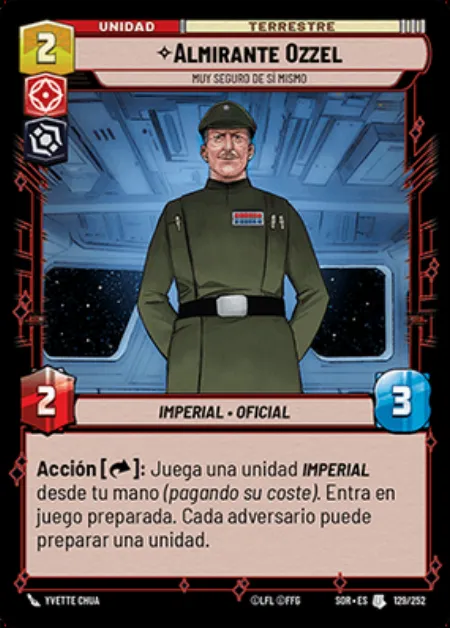 UNIDAD
TERRESTRE
2
✧ALMIRANTE OZZEL
MUY SEGURO DE SÍ MISMO
2
IMPERIAL • OFICIAL
3
Acción [↷]: Juega una unidad IMPERIAL
desde tu mano (pagando su coste). Entra en
juego preparada. Cada adversario puede
preparar una unidad.
YVETTE CHUA
©LFL ©FFG
SOR • ES
U
129/252